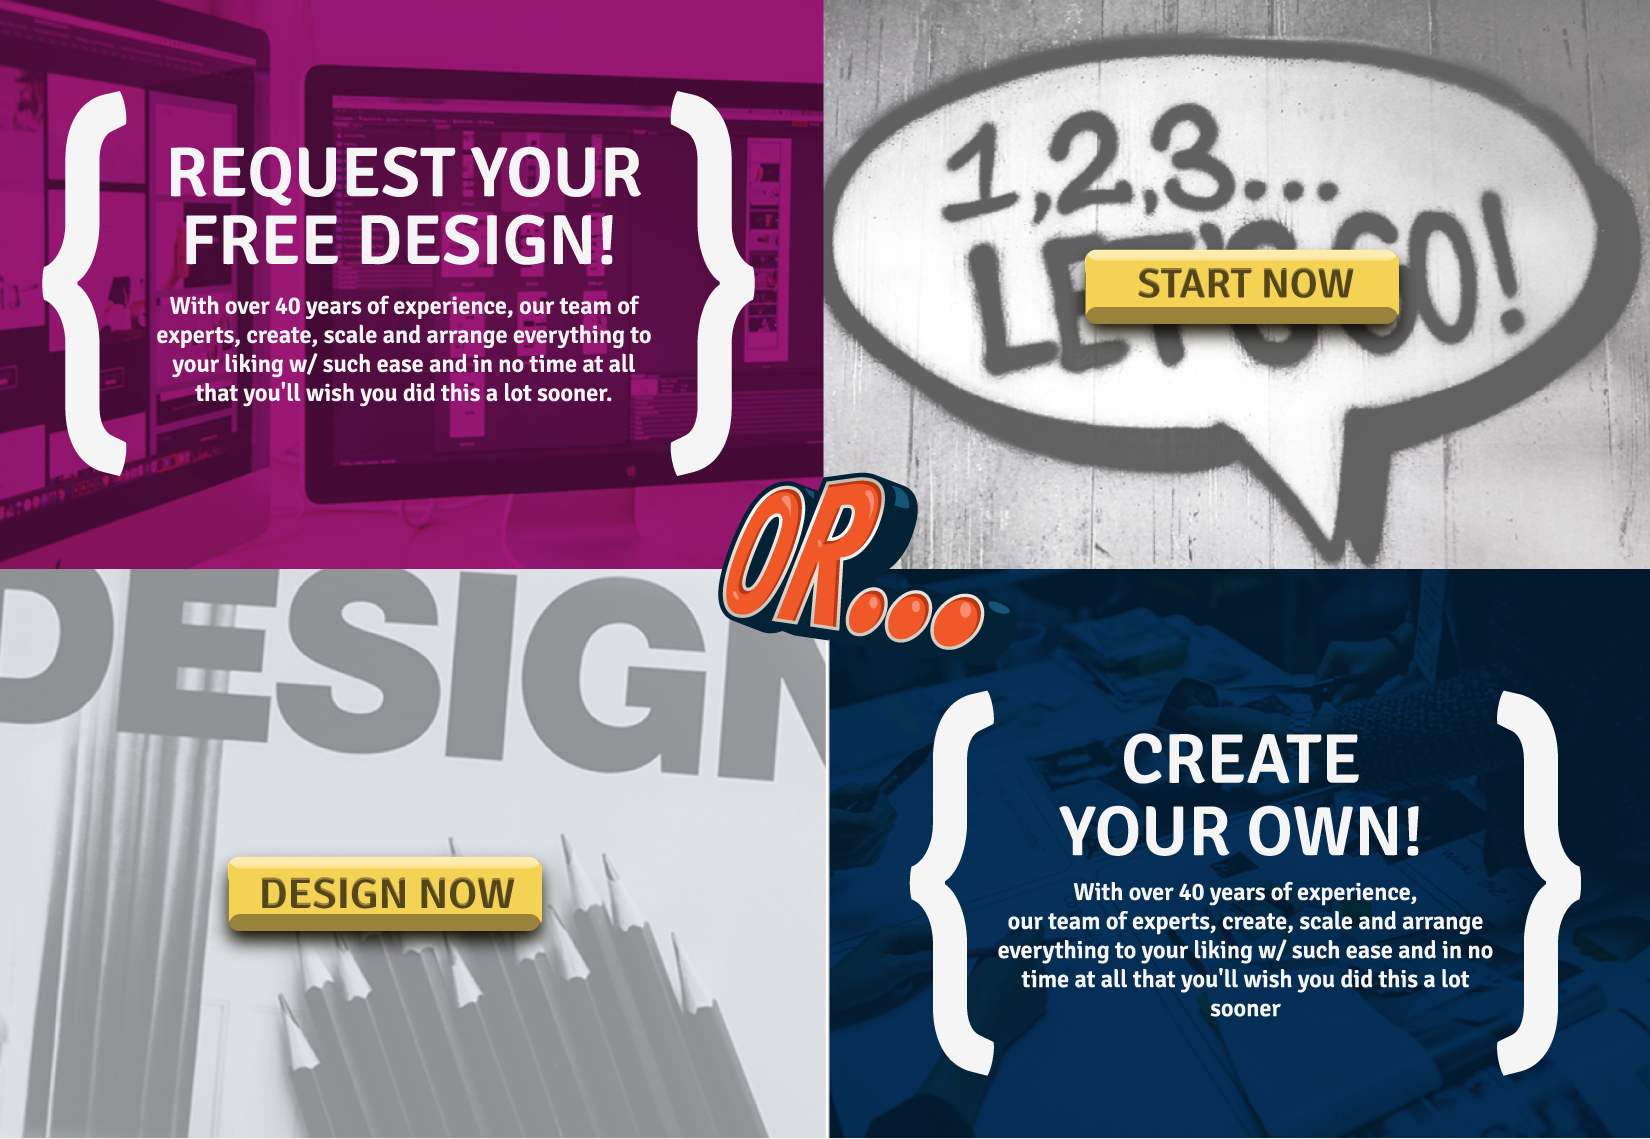 REQUEST YOUR
FREE DESIGN!
With over 40 years of experience, our team of
experts, create, scale and arrange everything to
your liking w/ such ease and in no time at all
that you'll wish you did this a lot sooner.
1,2,3...
LET'S GO!
START NOW
OR...
DESIGN
DESIGN NOW
CREATE
YOUR OWN!
With over 40 years of experience,
our team of experts, create, scale and arrange
everything to your liking w/ such ease and in no
time at all that you'll wish you did this a lot
sooner